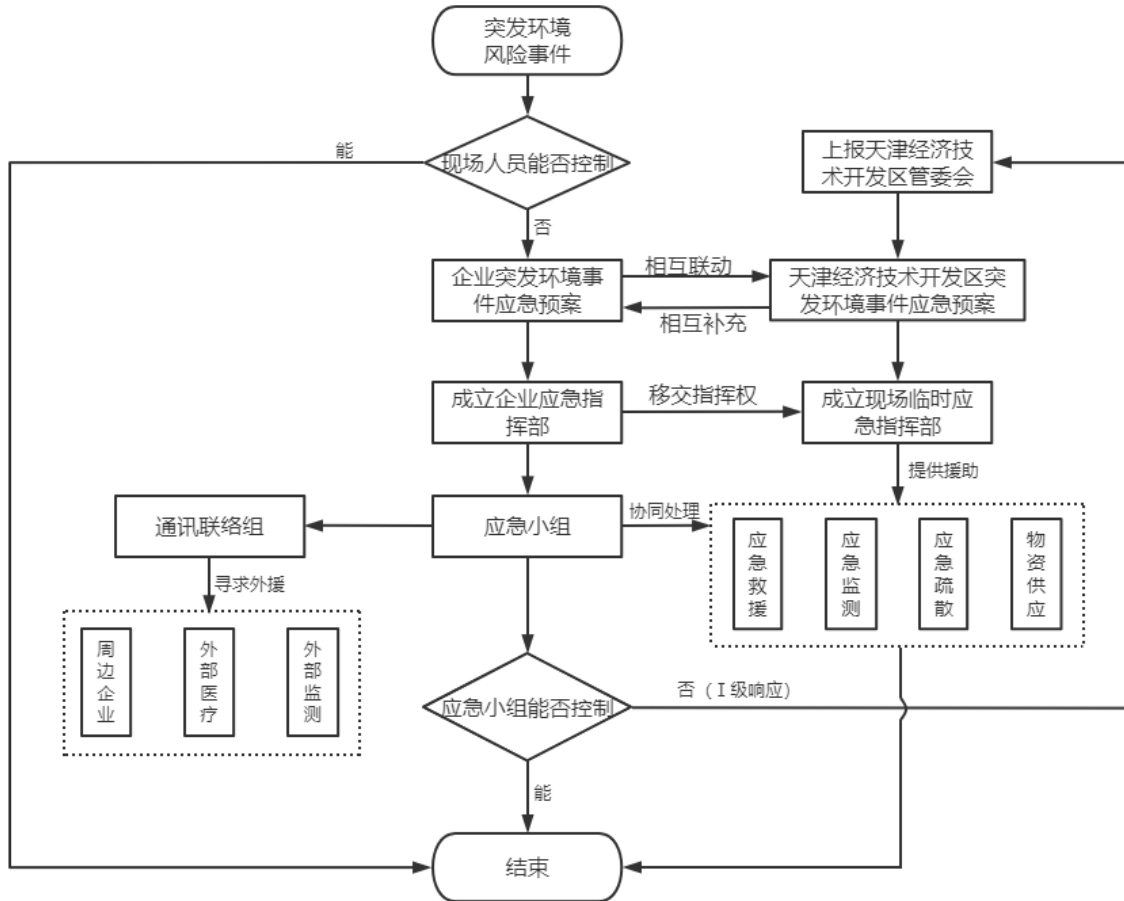 突发环境
风险事件
能
现场人员能否控制
上报天津经济技
术开发区管委会
否
企业突发环境事
件应急预案
相互联动
相互补充
天津经济技术开发区突
发环境事件应急预案
成立企业应急指
挥部
移交指挥权
成立现场临时应
急指挥部
提供援助
通讯联络组
应急小组
协同处理
应急救援
应急监测
应急疏散
物资供应
寻求外援
周边企业
外部医疗
外部监测
应急小组能否控制
否（Ⅰ级响应）
能
结束